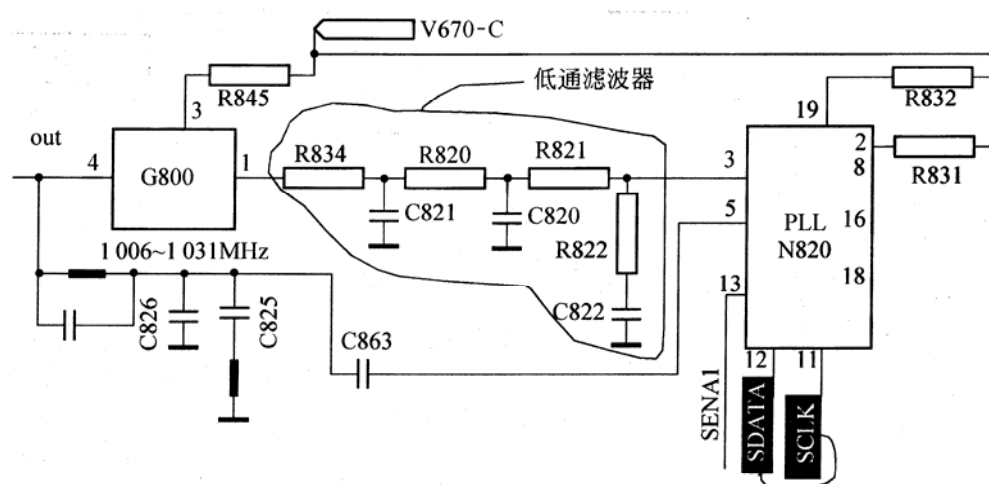 V670-C
R845
低通滤波器
R832
3
19
out
4
G800
1
R834
R820
R821
3
2
8
R831
C821
C820
R822
5
PLL
N820
16
18
1 006~1 031MHz
C826
C825
C863
C822
13
12
11
SENA1
SDATA
SCLK